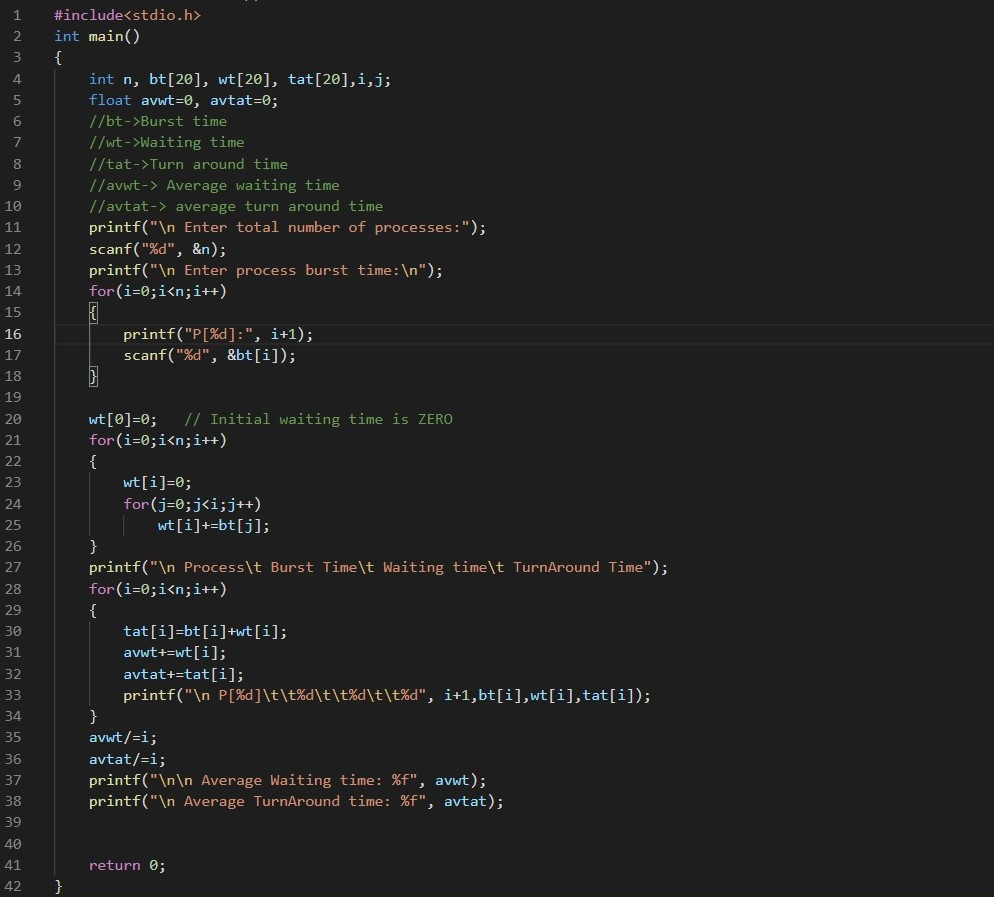 1 #include<stdio.h>
2 int main()
3 {
4     int n, bt[20], wt[20], tat[20],i,j;
5     float avwt=0, avtat=0;
6     //bt->Burst time
7     //wt->Waiting time
8     //tat->Turn around time
9     //avwt-> Average waiting time
10     //avtat-> average turn around time
11     printf("\n Enter total number of processes:");
12     scanf("%d", &n);
13     printf("\n Enter process burst time:\n");
14     for(i=0;i<n;i++)
15     {
16         printf("P[%d]:", i+1);
17         scanf("%d", &bt[i]);
18     }
19
20     wt[0]=0;   // Initial waiting time is ZERO
21     for(i=0;i<n;i++)
22     {
23         wt[i]=0;
24         for(j=0;j<i;j++)
25             wt[i]+=bt[j];
26     }
27     printf("\n Process\t Burst Time\t Waiting time\t TurnAround Time");
28     for(i=0;i<n;i++)
29     {
30         tat[i]=bt[i]+wt[i];
31         avwt+=wt[i];
32         avtat+=tat[i];
33         printf("\n P[%d]\t\t%d\t\t%d\t\t%d", i+1,bt[i],wt[i],tat[i]);
34     }
35     avwt/=i;
36     avtat/=i;
37     printf("\n\n Average Waiting time: %f", avwt);
38     printf("\n Average TurnAround time: %f", avtat);
39
40
41     return 0;
42 }